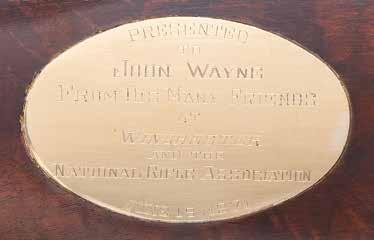 PRESENTED
TO
JOHN WAYNE
FROM HIS MANY FRIENDS
AT
WINCHESTER
AND THE
NATIONAL RIFLE ASSOCIATION